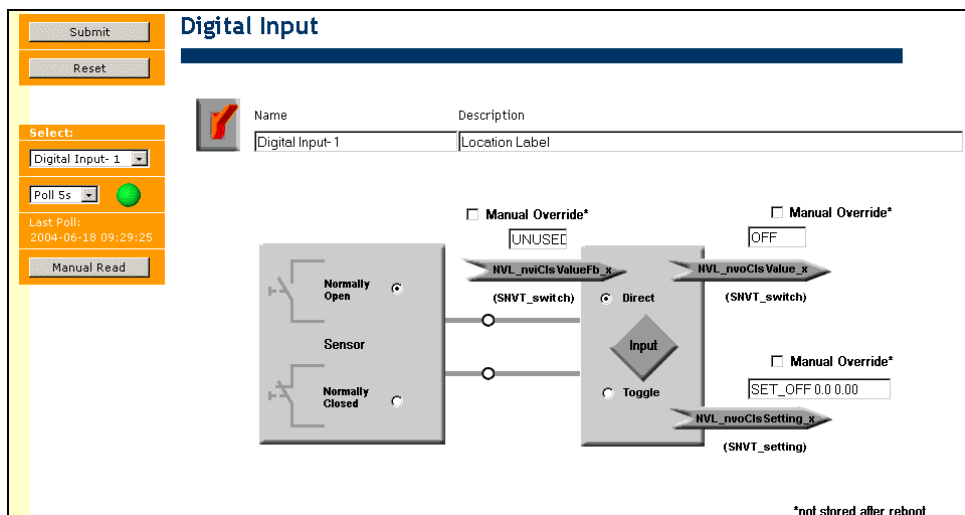 Submit
Reset
Select:
Digital Input- 1
Poll 5s
Last Poll:
2004-06-18 09:29:25
Manual Read
Digital Input
Name
Description
Digital Input-1
Location Label
Manual Override*
UNUSED
NVL_nviClsValueFb_x
(SNVT_switch)
Manual Override*
OFF
NVL_nvoClsValue_x
(SNVT_switch)
Normally
Open
Sensor
Normally
Closed
Direct
Input
Toggle
Manual Override*
SET_OFF 0.0 0.00
NVL_nvoClsSetting_x
(SNVT_setting)
*not stored after reboot